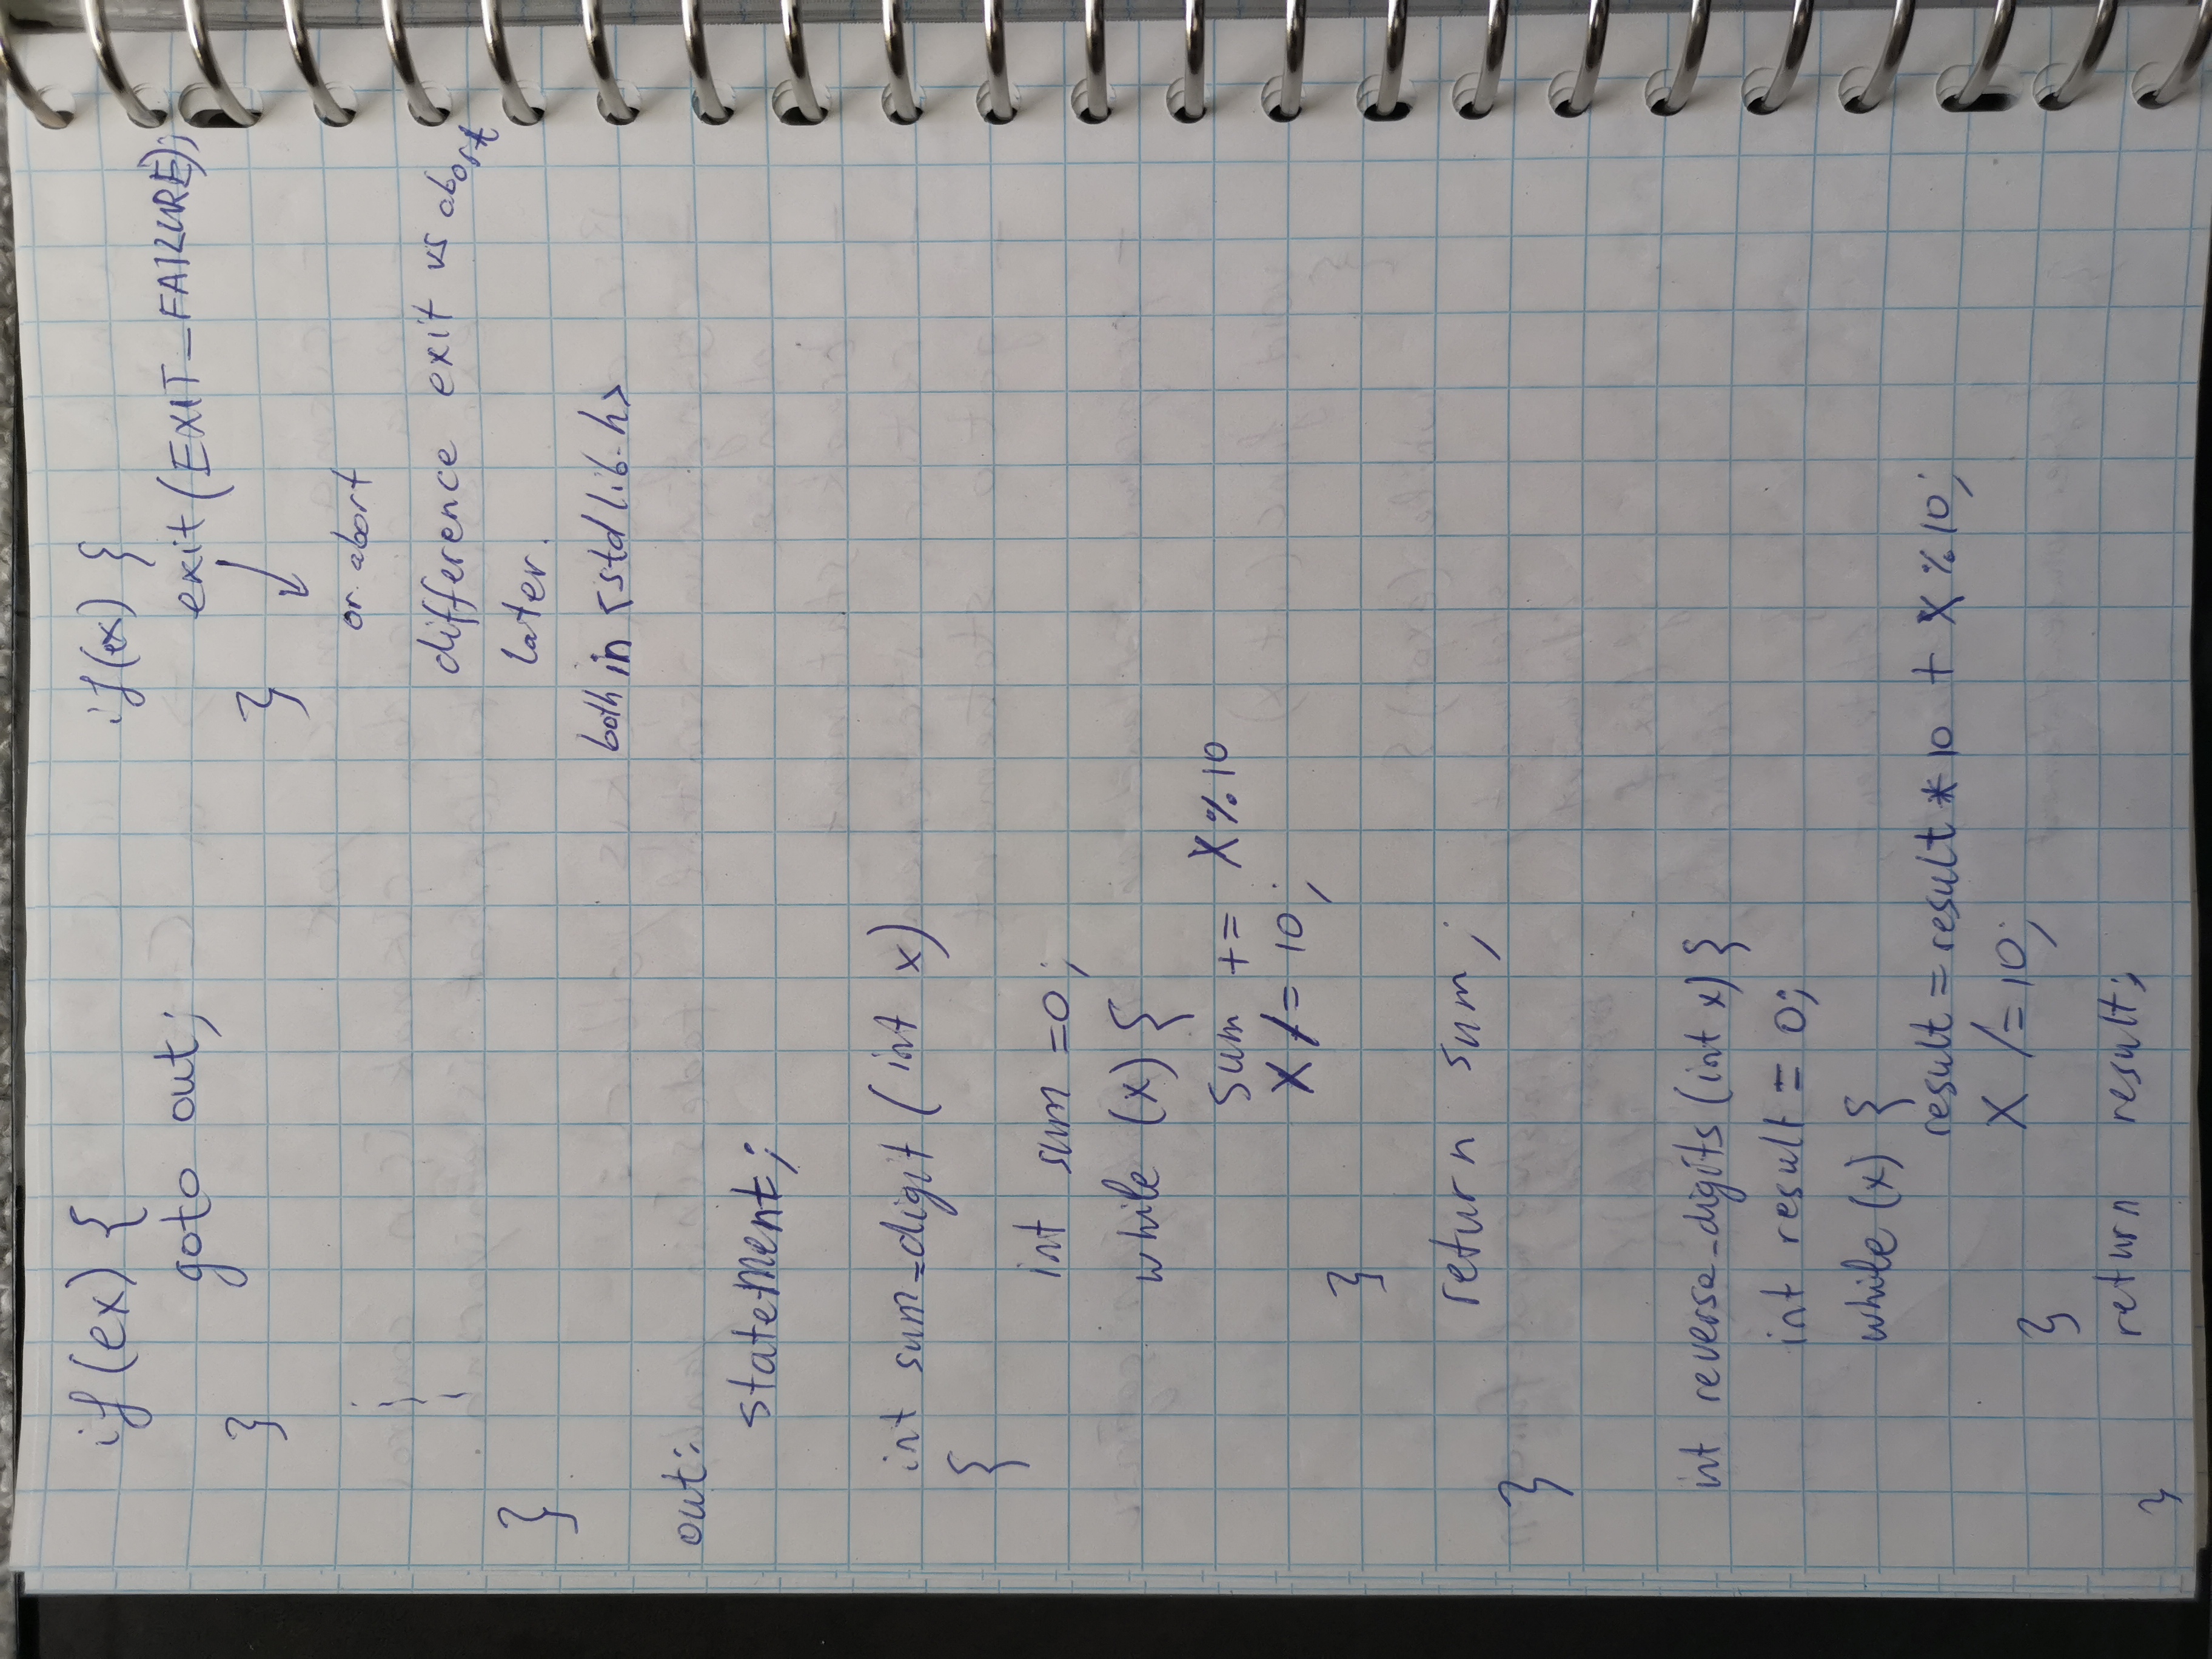 if(ex) {
goto out;
}
}
out:
statement;
if(ex) {
exit(EXIT_FAILURE);
}
or abort
difference exit vs abort
later.
both in <stdlib.h>
int sum_digit (int x)
{
int sum =0;
while (x) {
sum += X%10
X /= 10;
}
return sum;
}
int reverse_digits (int x) {
int result = 0;
while (x) {
result = result * 10 + X % 10;
X /= 10;
}
return result;
}